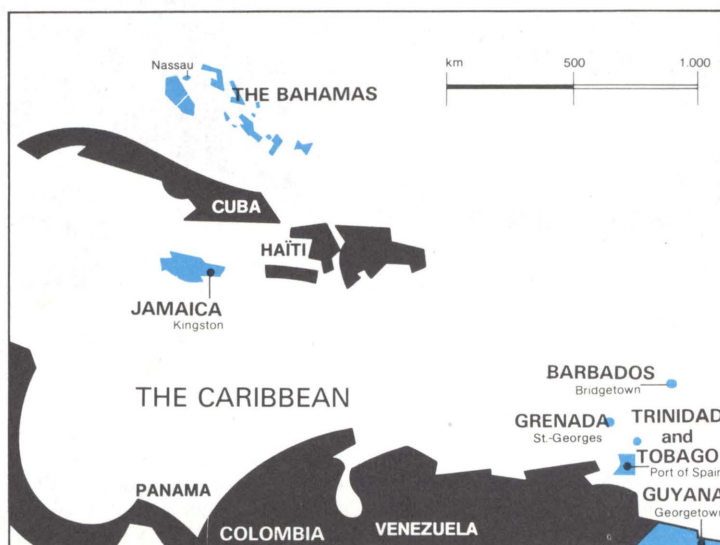 km 500 1.000
Nassau
THE BAHAMAS
CUBA
HAÏTI
JAMAICA
Kingston
THE CARIBBEAN
BARBADOS
Bridgetown
GRENADA
St.-Georges
TRINIDAD
and
TOBAGO
Port of Spain
GUYANA
Georgetown
PANAMA
COLOMBIA
VENEZUELA